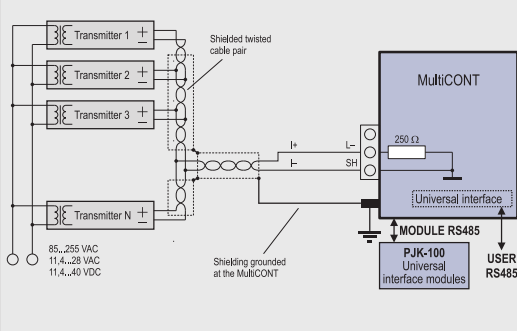 Transmitter 1
Transmitter 2
Transmitter 3
Transmitter N
85...255 VAC
11,4...28 VAC
11,4...40 VDC
Shielded twisted
cable pair
I+
I–
L–
SH
250 Ω
MultiCONT
Universal interface
Shielding grounded
at the MultiCONT
MODULE RS485
PJK-100
Universal
interface modules
USER
RS485